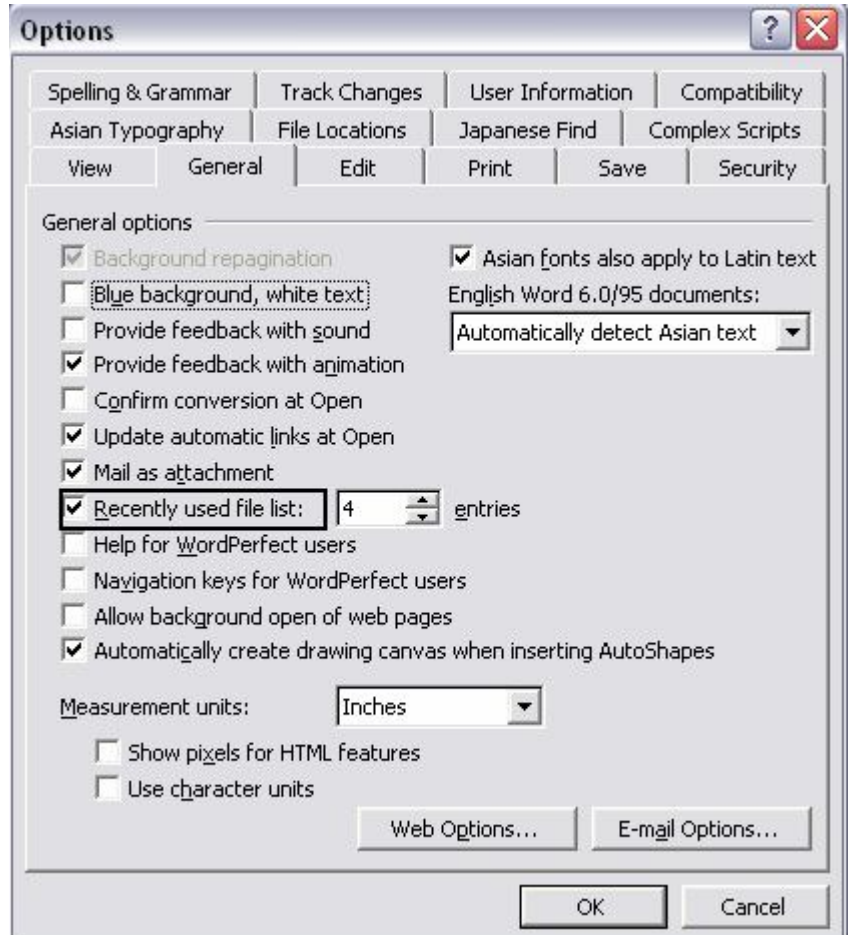 Options
Spelling & Grammar Track Changes User Information Compatibility
Asian Typography File Locations Japanese Find Complex Scripts
View General Edit Print Save Security
General options
Background repagination Asian fonts also apply to Latin text
Blue background, white text English Word 6.0/95 documents:
Provide feedback with sound Automatically detect Asian text
Provide feedback with animation
Confirm conversion at Open
Update automatic links at Open
Mail as attachment
Recently used file list: 4 entries
Help for WordPerfect users
Navigation keys for WordPerfect users
Allow background open of web pages
Automatically create drawing canvas when inserting AutoShapes
Measurement units: Inches
Show pixels for HTML features
Use character units
Web Options... E-mail Options...
OK Cancel